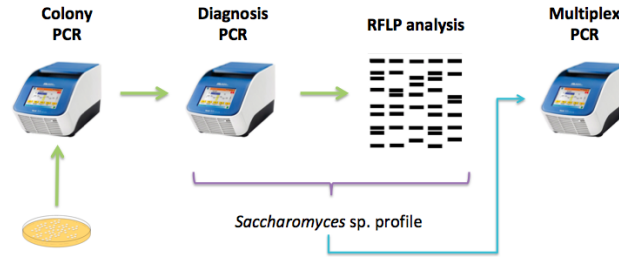 Colony
PCR
Diagnosis
PCR
RFLP analysis
Multiplex
PCR
Saccharomyces sp. profile